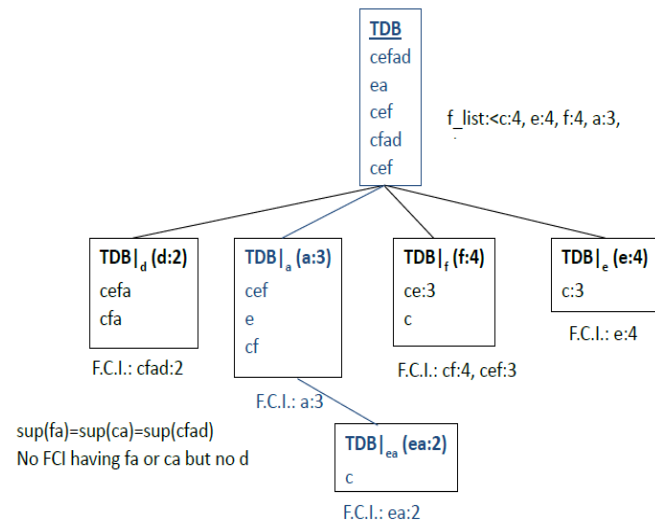 TDB
cefad
ea
cef
cfad
cef
f_list:<c:4, e:4, f:4, a:3,
TDB|d (d:2)
cefa
cfa
F.C.I.: cfad:2
TDB|a (a:3)
cef
e
cf
F.C.I.: a:3
TDB|f (f:4)
ce:3
c
F.C.I.: cf:4, cef:3
TDB|e (e:4)
c:3
F.C.I.: e:4
sup(fa)=sup(ca)=sup(cfad)
No FCI having fa or ca but no d
TDB|ea (ea:2)
c
F.C.I.: ea:2